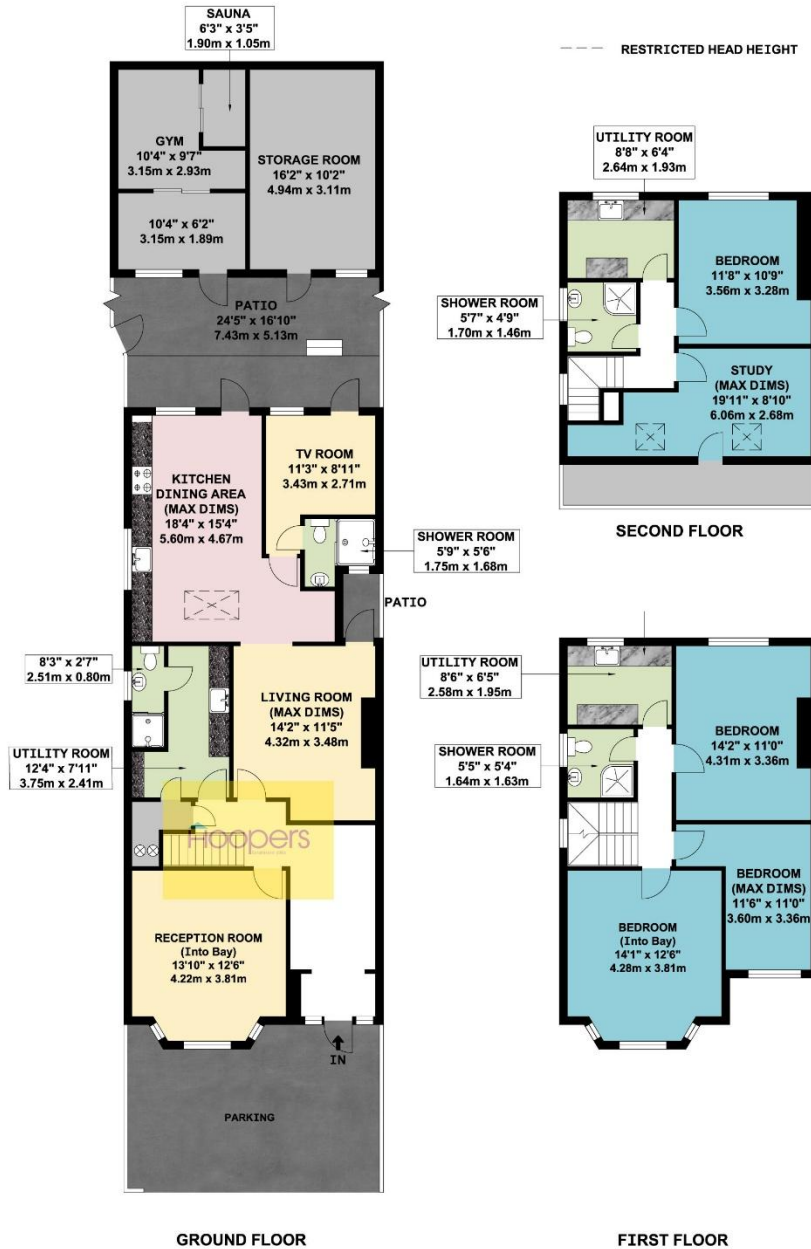 SAUNA
6'3" x 3'5"
1.90m x 1.05m
RESTRICTED HEAD HEIGHT
GYM
10'4" x 9'7"
3.15m x 2.93m
STORAGE ROOM
16'2" x 10'2"
4.94m x 3.11m
10'4" x 6'2"
3.15m x 1.89m
PATIO
24'5" x 16'10"
7.43m x 5.13m
UTILITY ROOM
8'8" x 6'4"
2.64m x 1.93m
BEDROOM
11'8" x 10'9"
3.56m x 3.28m
SHOWER ROOM
5'7" x 4'9"
1.70m x 1.46m
STUDY
(MAX DIMS)
19'11" x 8'10"
6.06m x 2.68m
SECOND FLOOR
TV ROOM
11'3" x 8'11"
3.43m x 2.71m
KITCHEN
DINING AREA
(MAX DIMS)
18'4" x 15'4"
5.60m x 4.67m
SHOWER ROOM
5'9" x 5'6"
1.75m x 1.68m
PATIO
8'3" x 2'7"
2.51m x 0.80m
LIVING ROOM
(MAX DIMS)
14'2" x 11'5"
4.32m x 3.48m
UTILITY ROOM
12'4" x 7'11"
3.75m x 2.41m
Hoopers
RECEPTION ROOM
(Into Bay)
13'10" x 12'6"
4.22m x 3.81m
IN
PARKING
GROUND FLOOR
UTILITY ROOM
8'6" x 6'5"
2.58m x 1.95m
BEDROOM
14'2" x 11'0"
4.31m x 3.36m
SHOWER ROOM
5'5" x 5'4"
1.64m x 1.63m
BEDROOM
(MAX DIMS)
11'6" x 11'0"
3.60m x 3.36m
BEDROOM
(Into Bay)
14'1" x 12'6"
4.28m x 3.81m
FIRST FLOOR